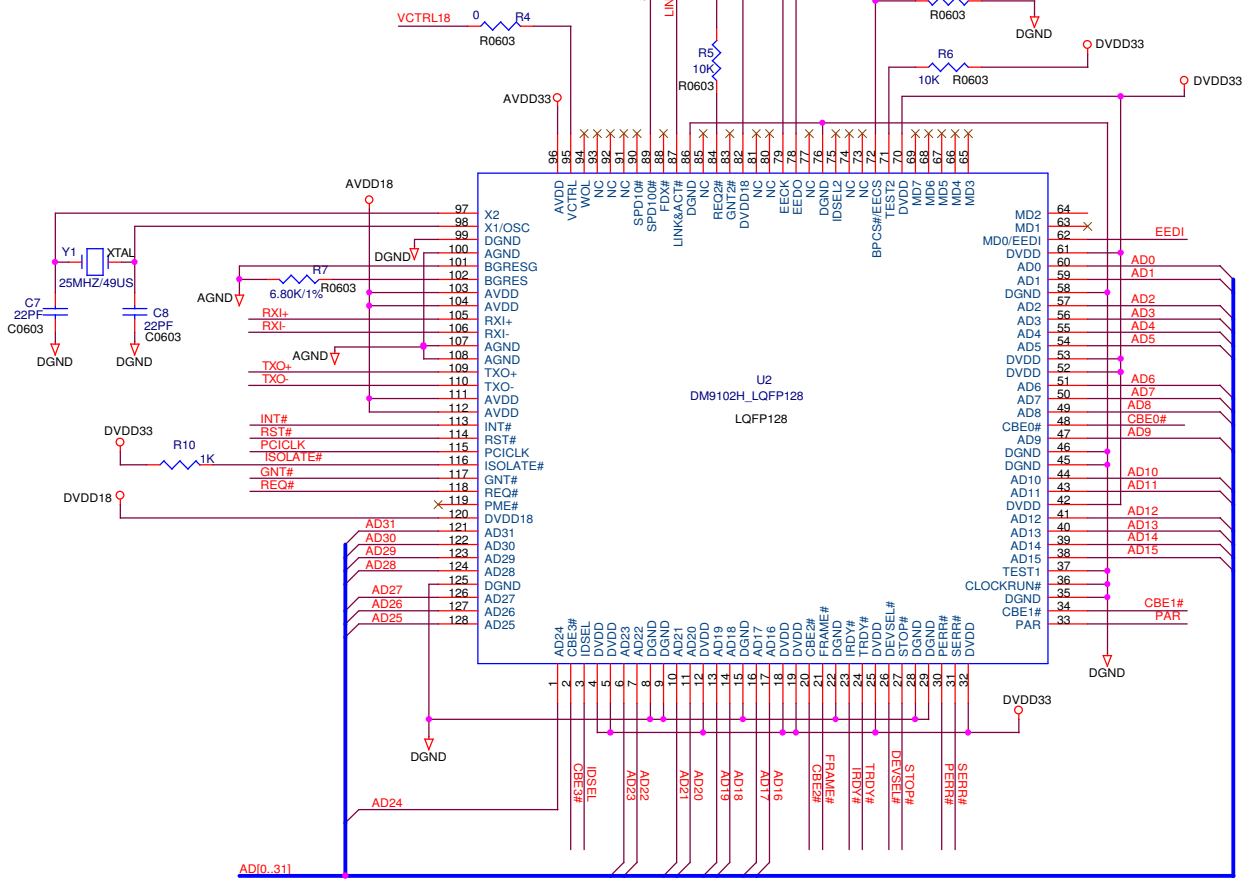 VCTRL18 0 R4
R0603
LIN
R0603
DGND
R5
10K
R0603
R6
10K R0603
DVDD33
DVDD33
AVDD33
96 95 94 93 92 91 90 89 88 87 86 85 84 83 82 81 80 79 78 77 76 75 74 73 72 71 70 69 68 67 66 65
AVDD VCTRL WOL NC NC NC SPD10# SPD100# FDX# LINK&ACT# DGND NC REQ2# GNT2# DVDD18 NC NC EECK EEDO NC DGND IDSEL2 NC NC BPCS#/EECS TEST2 DVDD MD7 MD6 MD5 MD4 MD3
AVDD18
Y1 XTAL
25MHZ/49US
C7
22PF
C0603
DGND
C8
22PF
C0603
DGND
DGND
AGND
R7
6.80K/1% R0603
AGND
RXI+
RXI-
TXO+
TXO-
DVDD33
R10
1K
INT#
RST#
PCICLK
ISOLATE#
GNT#
REQ#
DVDD18
AD31
AD30
AD29
AD28
AD27
AD26
AD25
97 X2
98 X1/OSC
99 DGND
100 AGND
101 BGRESG
102 BGRES
103 AVDD
104 AVDD
105 RXI+
106 RXI-
107 AGND
108 AGND
109 TXO+
110 TXO-
111 AVDD
112 AVDD
113 INT#
114 RST#
115 PCICLK
116 ISOLATE#
117 GNT#
118 REQ#
119 PME#
120 DVDD18
121 AD31
122 AD30
123 AD29
124 AD28
125 DGND
126 AD27
127 AD26
128 AD25
U2
DM9102H_LQFP128
LQFP128
MD2 64
MD1 63
MD0/EEDI 62 EEDI
DVDD 61
AD0 60 AD0
AD1 59 AD1
DGND 58
AD2 57 AD2
AD3 56 AD3
AD4 55 AD4
AD5 54 AD5
DVDD 53
DVDD 52
AD6 51 AD6
AD7 50 AD7
AD8 49 AD8
CBE0# 48 CBE0#
AD9 47 AD9
DGND 46
DGND 45
AD10 44 AD10
AD11 43 AD11
DVDD 42
AD12 41 AD12
AD13 40 AD13
AD14 39 AD14
AD15 38 AD15
TEST1 37
CLOCKRUN# 36
DGND 35
CBE1# 34 CBE1#
PAR 33 PAR
DGND
AD24 CBE3# IDSEL DVDD DVDD AD23 AD22 DGND DGND AD21 AD20 DVDD AD19 AD18 DGND AD17 AD16 DVDD DVDD CBE2# FRAME# DGND IRDY# TRDY# DVDD DEVSEL# STOP# DGND DGND PERR# SERR# DVDD
1 2 3 4 5 6 7 8 9 10 11 12 13 14 15 16 17 18 19 20 21 22 23 24 25 26 27 28 29 30 31 32
DVDD33
DGND
CBE3# IDSEL AD23 AD22 AD21 AD20 AD19 AD18 AD17 AD16 CBE2# FRAME# IRDY# TRDY# DEVSEL# STOP# PERR# SERR#
AD24
AD[0..31]